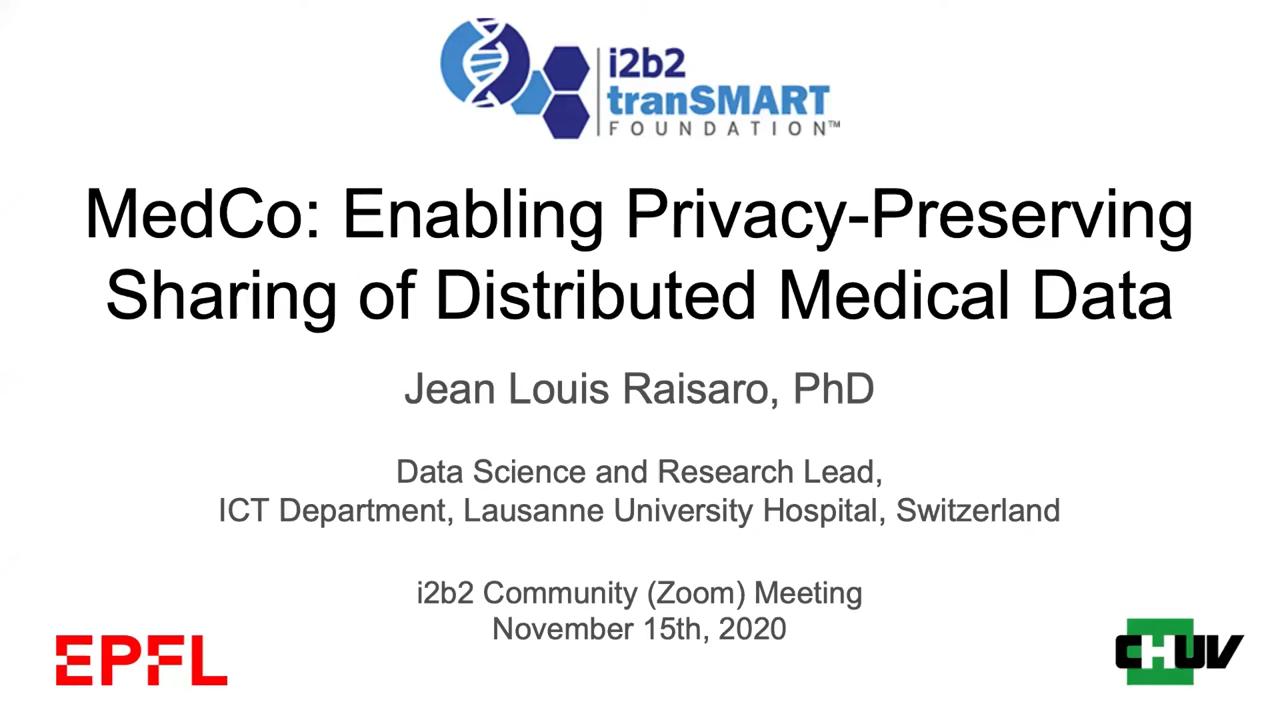 i2b2
tranSMART
FOUNDATION™
MedCo: Enabling Privacy-Preserving
Sharing of Distributed Medical Data
Jean Louis Raisaro, PhD
Data Science and Research Lead,
ICT Department, Lausanne University Hospital, Switzerland
i2b2 Community (Zoom) Meeting
November 15th, 2020
EPFL
CHUV